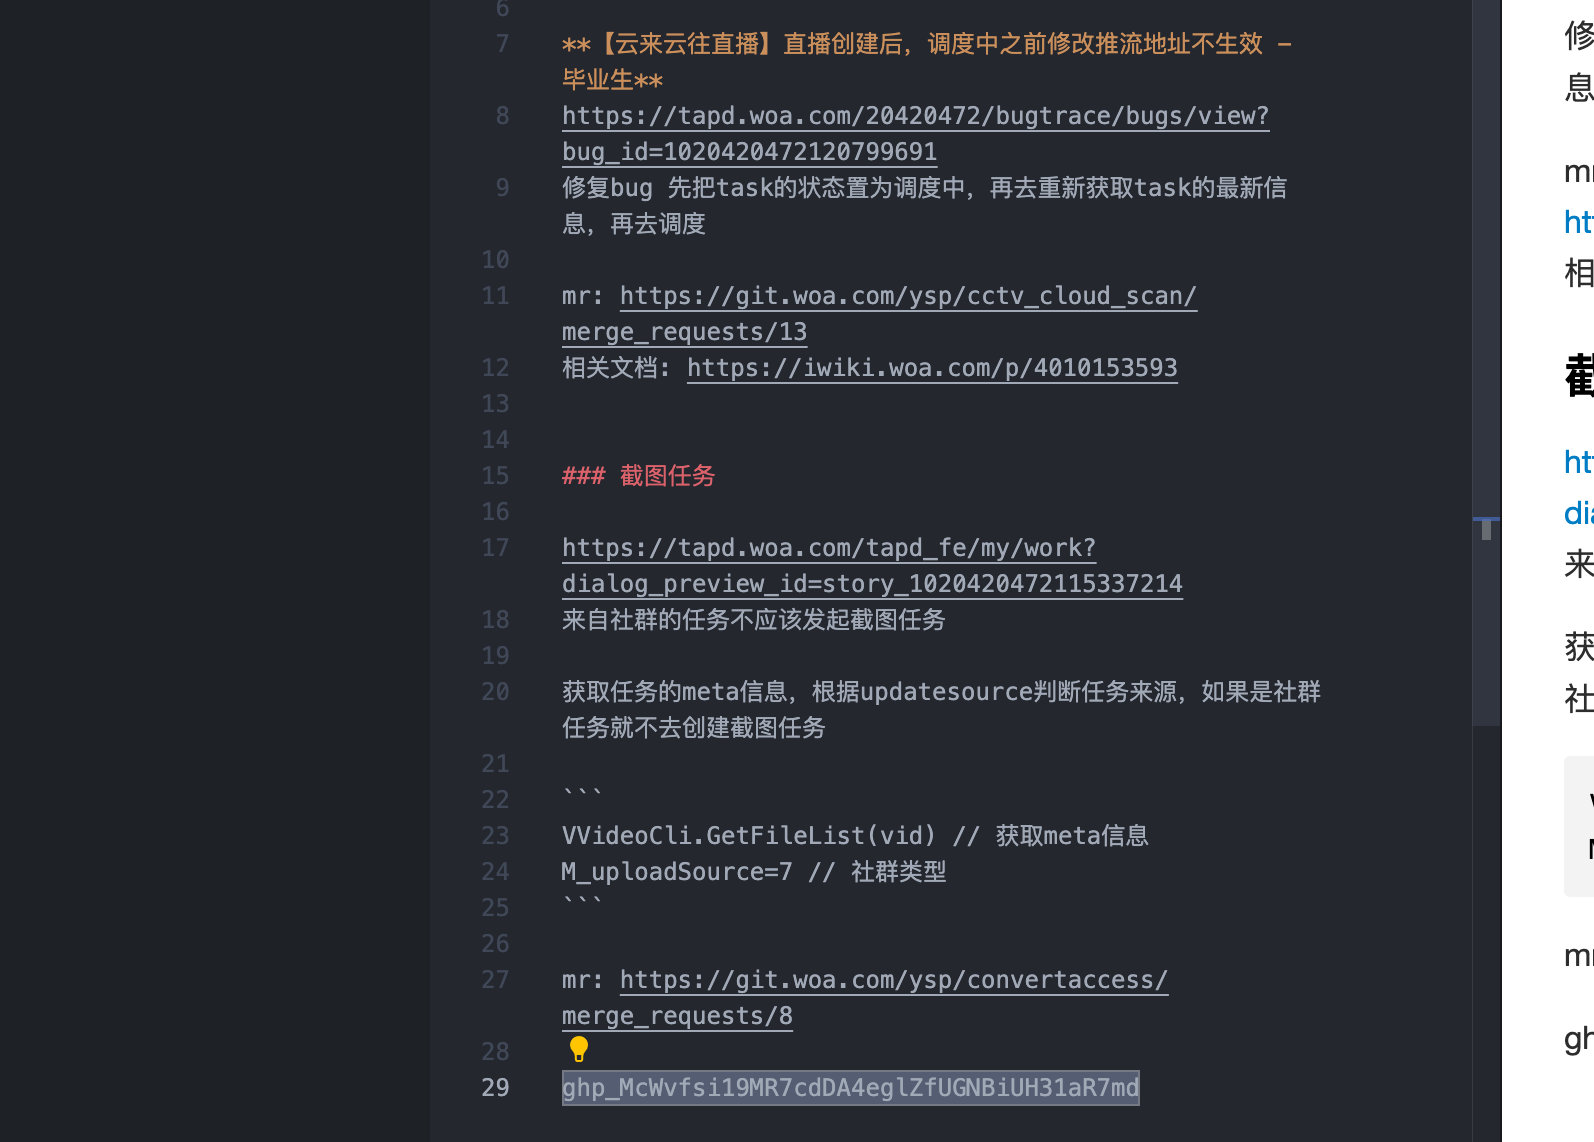 6
7 **【云来云往直播】直播创建后，调度中之前修改推流地址不生效 -
毕业生**
8 https://tapd.woa.com/20420472/bugtrace/bugs/view?
bug_id=1020420472120799691
9 修复bug 先把task的状态置为调度中，再去重新获取task的最新信
息，再去调度
10
11 mr: https://git.woa.com/ysp/cctv_cloud_scan/
merge_requests/13
12 相关文档: https://iwiki.woa.com/p/4010153593
13
14
15 ### 截图任务
16
17 https://tapd.woa.com/tapd_fe/my/work?
dialog_preview_id=story_1020420472115337214
18 来自社群的任务不应该发起截图任务
19
20 获取任务的meta信息，根据updatesource判断任务来源，如果是社群
任务就不去创建截图任务
21
22 ```
23 VVideoCli.GetFileList(vid) // 获取meta信息
24 M_uploadSource=7 // 社群类型
25 ```
26
27 mr: https://git.woa.com/ysp/convertaccess/
merge_requests/8
28
29 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
修
息
相
来
获
社